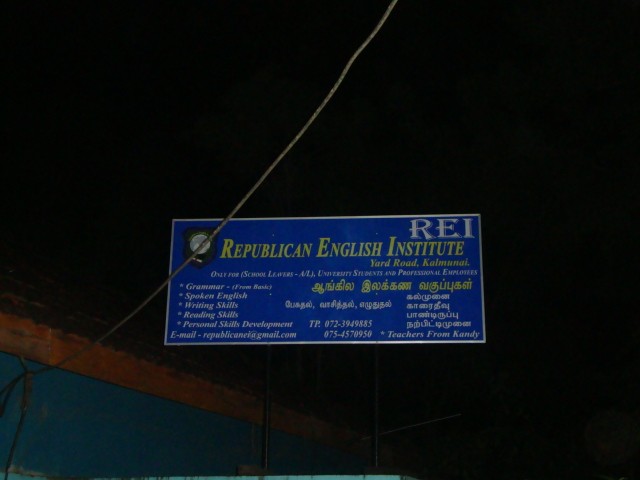 REI
REPUBLICAN ENGLISH INSTITUTE
Yard Road, Kalmunai.
ONLY FOR (SCHOOL LEAVERS - A/L), UNIVERSITY STUDENTS AND PROFESSIONAL EMPLOYEES
* Grammar - (From Basic)
* Spoken English
* Writing Skills
* Reading Skills
* Personal Skills Development
E-mail - republicanei@gmail.com
ஆங்கில இலக்கண வகுப்புகள்
பேசுதல், வாசித்தல், எழுதுதல்
TP. 072-3949885
075-4570950
கல்முனை
காரைதீவு
பாண்டிருப்பு
நற்பிட்டிமுனை
* Teachers From Kandy